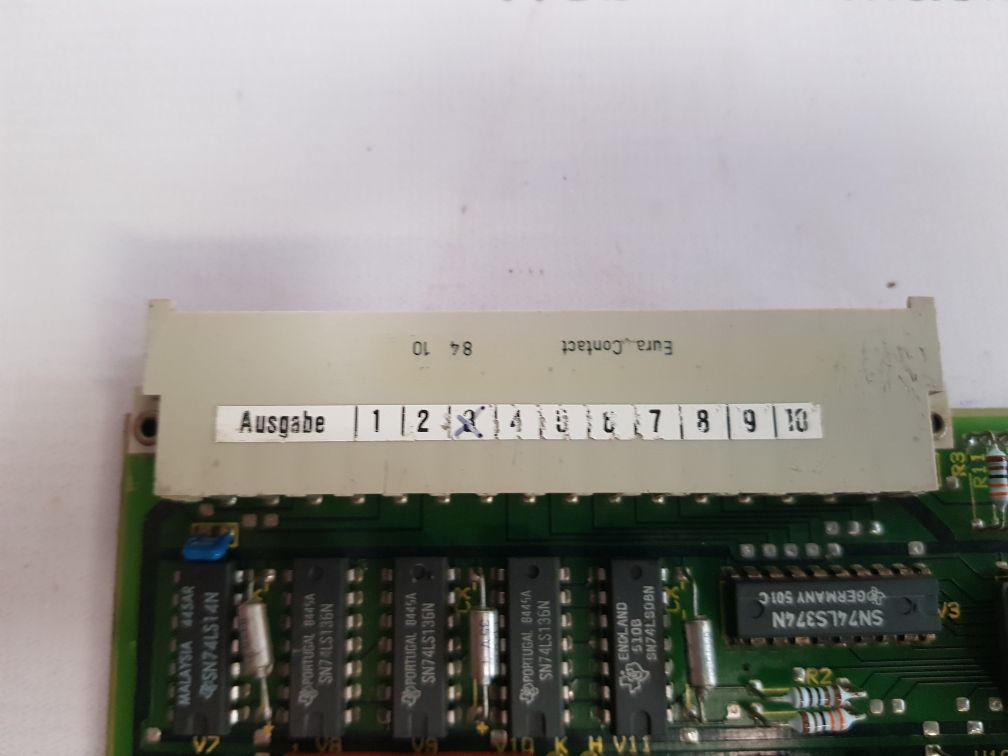 Eura Contact 84 10
Ausgabe 1 2 3 4 5 6 7 8 9 10
R3
R11
MALAYSIA 445AR
SN74LS14N
PORTUGAL 8445A
SN74LS136N
PORTUGAL 8445A
SN74LS136N
PORTUGAL 8445A
SN74LS136N
ENGLAND
510B
SN74LS08N
SN74LS374N
GERMANY 501C
V3
R2
V7
V8
V9
V10
K H V11